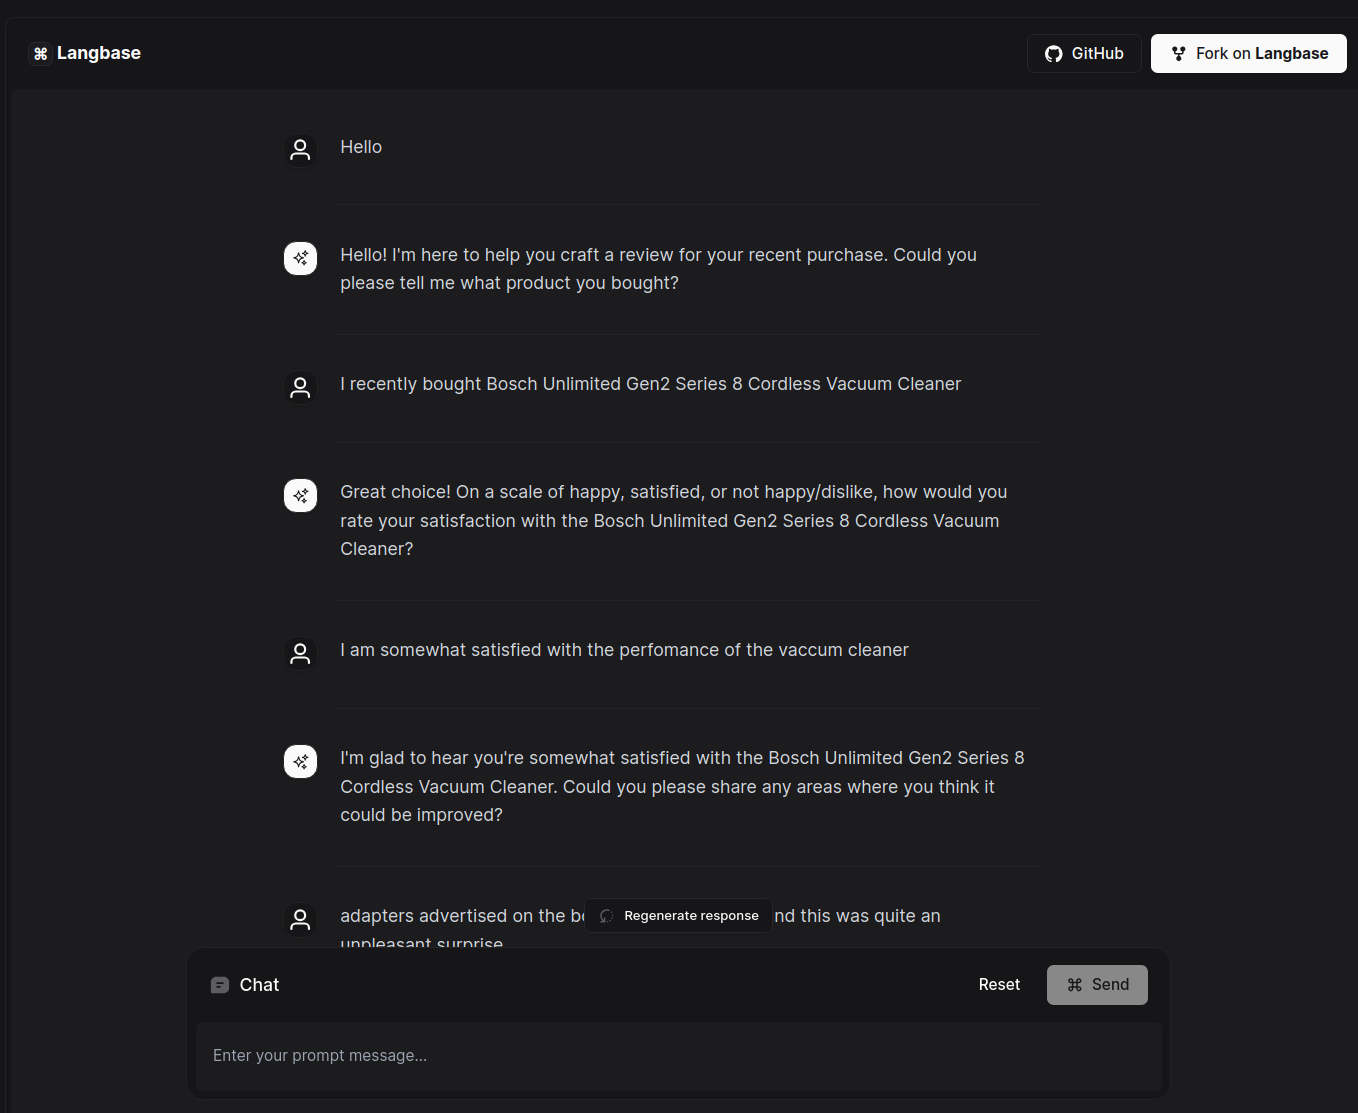 Langbase
GitHub
Fork on Langbase
Hello
Hello! I'm here to help you craft a review for your recent purchase. Could you
please tell me what product you bought?
I recently bought Bosch Unlimited Gen2 Series 8 Cordless Vacuum Cleaner
Great choice! On a scale of happy, satisfied, or not happy/dislike, how would you
rate your satisfaction with the Bosch Unlimited Gen2 Series 8 Cordless Vacuum
Cleaner?
I am somewhat satisfied with the perfomance of the vaccum cleaner
I'm glad to hear you're somewhat satisfied with the Bosch Unlimited Gen2 Series 8
Cordless Vacuum Cleaner. Could you please share any areas where you think it
could be improved?
adapters advertised on the
Regenerate response
this was quite an
unpleasant surprise
Chat
Reset
Send
Enter your prompt message...